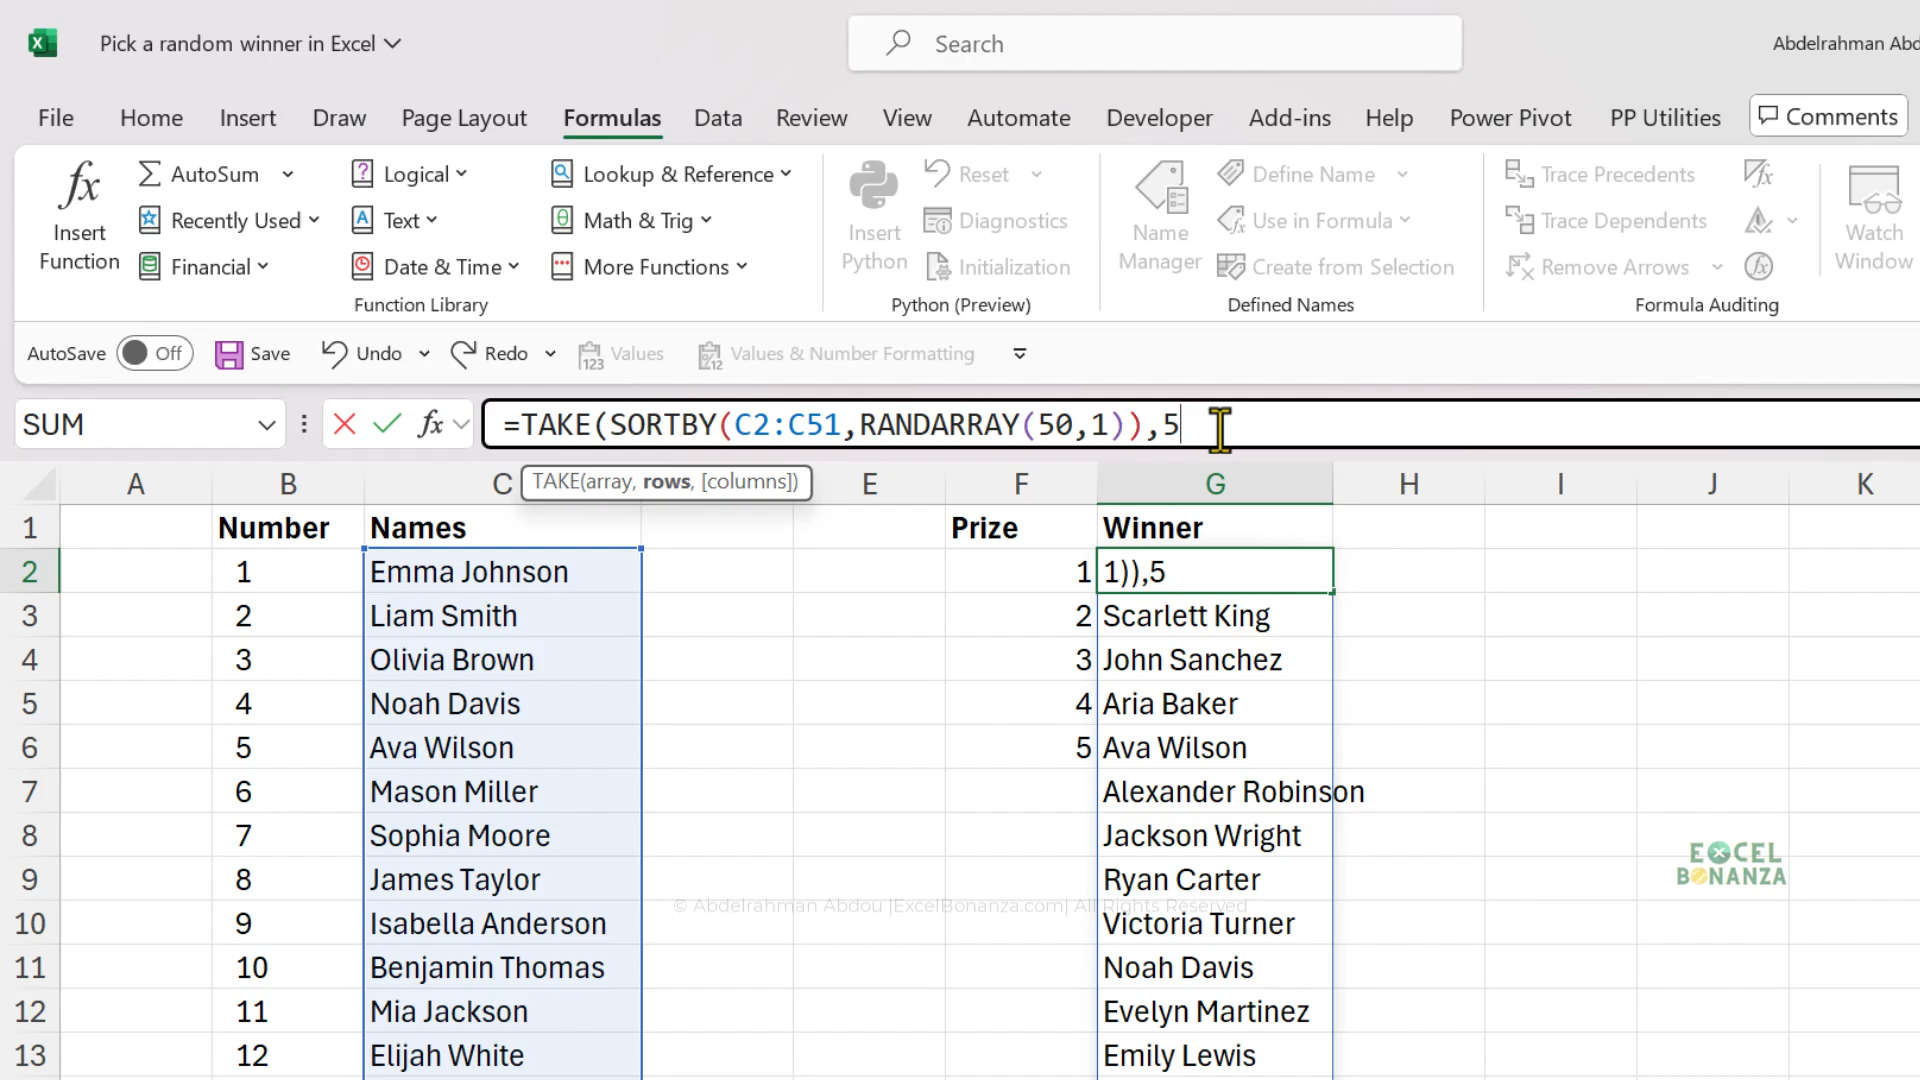 Pick a random winner in Excel
Search
Abdelrahman Abd
File Home Insert Draw Page Layout Formulas Data Review View Automate Developer Add-ins Help Power Pivot PP Utilities Comments
fx Insert Function
AutoSum
Recently Used
Financial
Logical
Text
Date & Time
Lookup & Reference
Math & Trig
More Functions
Function Library
Insert Python
Reset
Diagnostics
Initialization
Python (Preview)
Name Manager
Define Name
Use in Formula
Create from Selection
Defined Names
Trace Precedents
Trace Dependents
Remove Arrows
Formula Auditing
Watch Window
AutoSave Off Save Undo Redo Values Values & Number Formatting
SUM fx =TAKE(SORTBY(C2:C51,RANDARRAY(50,1)),5
TAKE(array, rows, [columns])
A B C E F G H I J K
1 Number Names Prize Winner
2 1 Emma Johnson 1 1)),5
3 2 Liam Smith 2 Scarlett King
4 3 Olivia Brown 3 John Sanchez
5 4 Noah Davis 4 Aria Baker
6 5 Ava Wilson 5 Ava Wilson
7 6 Mason Miller Alexander Robinson
8 7 Sophia Moore Jackson Wright
9 8 James Taylor Ryan Carter
10 9 Isabella Anderson Victoria Turner
11 10 Benjamin Thomas Noah Davis
12 11 Mia Jackson Evelyn Martinez
13 12 Elijah White Emily Lewis
EXCEL
BONANZA
© Abdelrahman Abdou |ExcelBonanza.com| All Rights Reserved